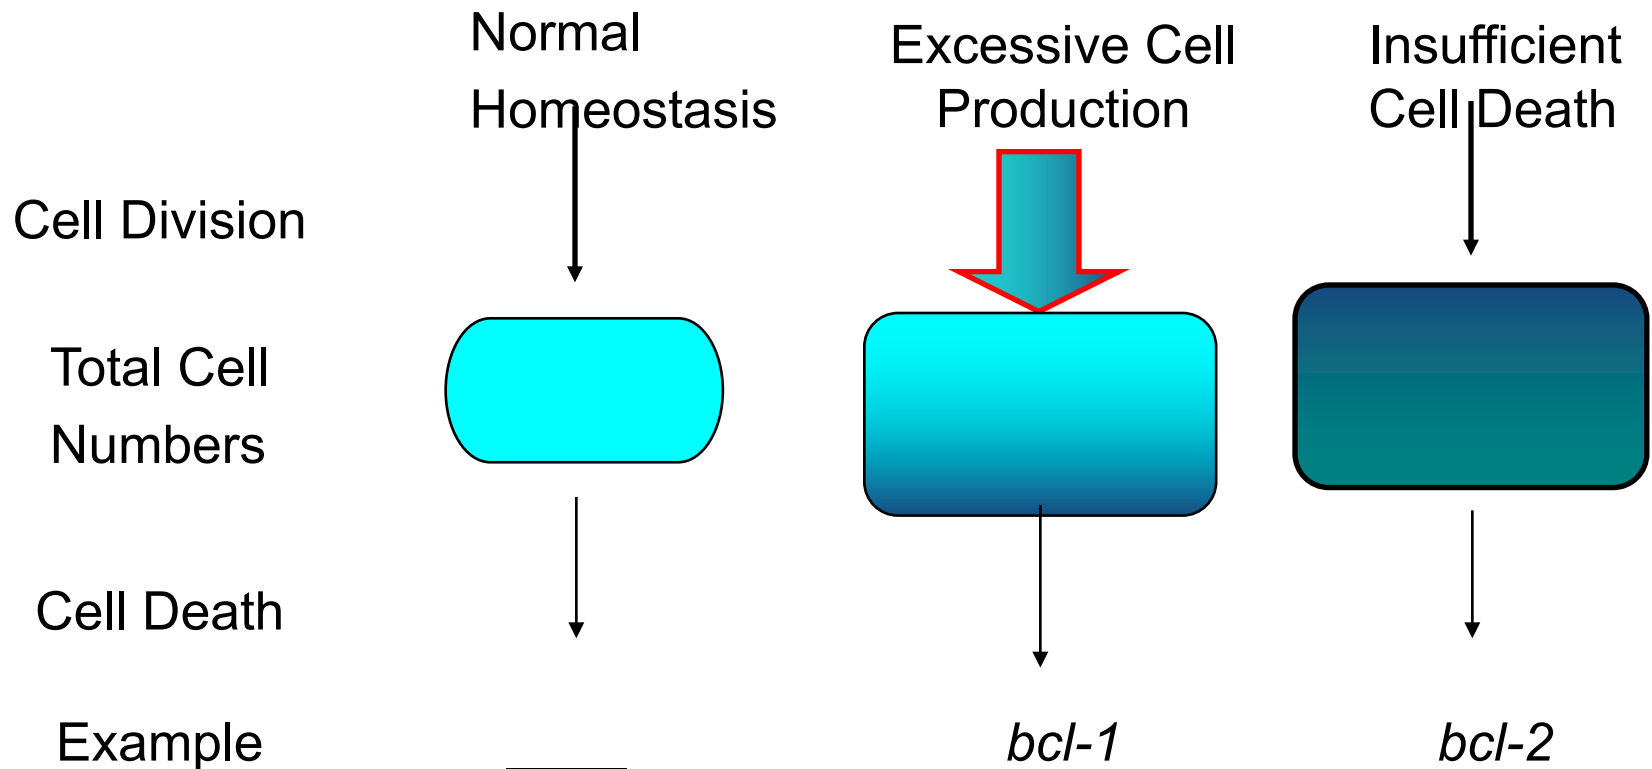 Normal
Homeostasis
Excessive Cell
Production
Insufficient
Cell Death
Cell Division
Total Cell
Numbers
Cell Death
Example
bcl-1
bcl-2